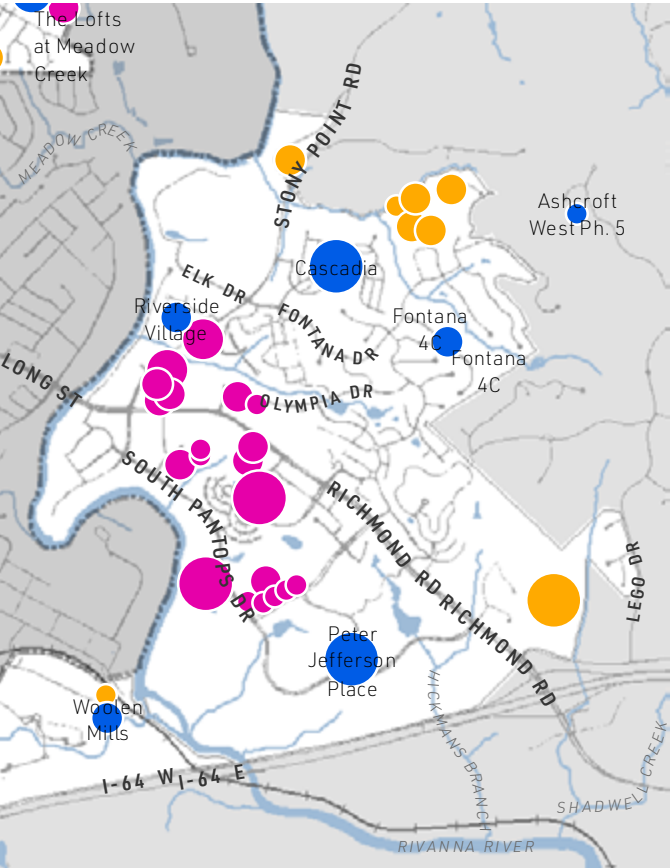 The Lofts
at Meadow
Creek
MEADOW CREEK
STONY POINT RD
Ashcroft
West Ph. 5
Cascadia
ELK DR
Riverside
Village
FONTANA DR
Fontana
4C
Fontana
4C
LONG ST
OLYMPIA DR
SOUTH PANTOPS DR
RICHMOND RD
RICHMOND RD
LEGO DR
Peter
Jefferson
Place
Woolen
Mills
HICKMANS BRANCH
I-64 W
I-64 E
SHADWELL CREEK
RIVANNA RIVER